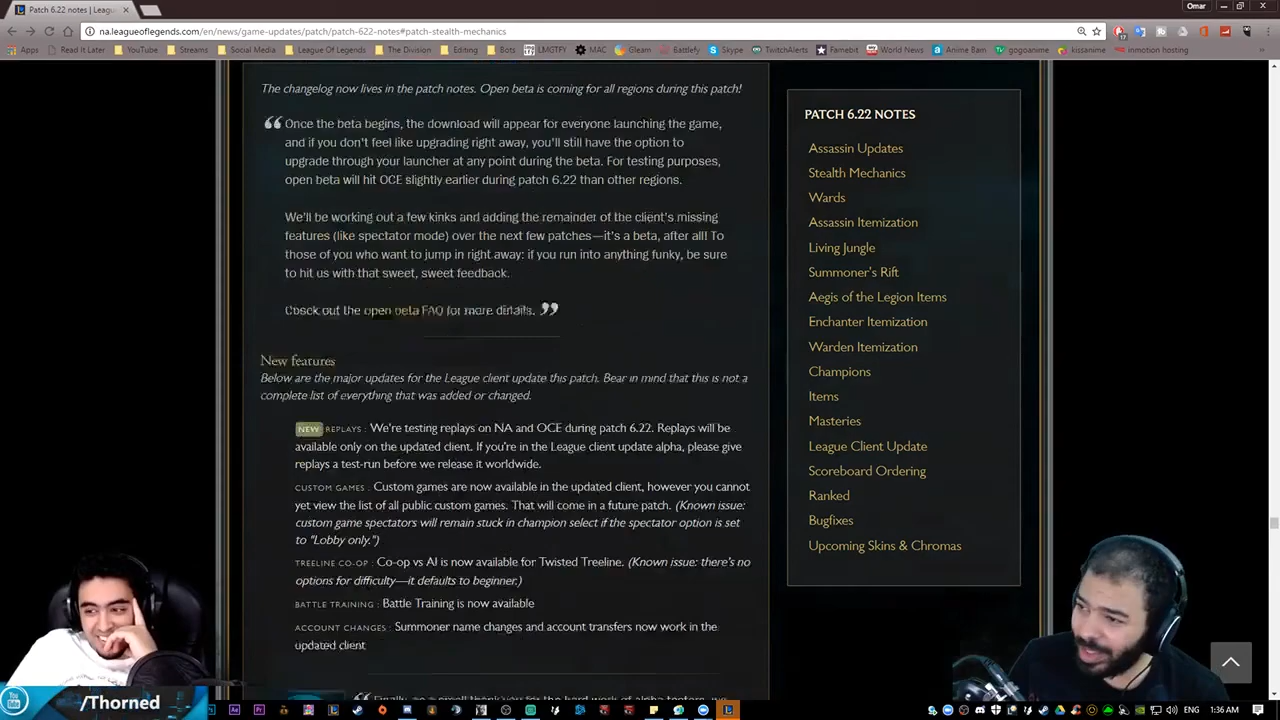 Patch 6.22 notes | Leagu
Omar
na.leagueoflegends.com/en/news/game-updates/patch/patch-622-notes#patch-stealth-mechanics
Apps
Read it Later
YouTube
Streams
Social Media
League Of Legends
The Division
Editing
Bots
LMGTFY
MAC
Gleam
Battlefy
Skype
TwitchAlerts
Famebit
World News
Anime Bam
gogoanime
kissanime
inmotion hosting
The changelog now lives in the patch notes. Open beta is coming for all regions during this patch!
Once the beta begins, the download will appear for everyone launching the game,
and if you don't feel like upgrading right away, you'll still have the option to
upgrade through your launcher at any point during the beta. For testing purposes,
open beta will hit OCE slightly earlier during patch 6.22 than other regions.
We'll be working out a few kinks and adding the remainder of the client's missing
features (like spectator mode) over the next few patches—it's a beta, after all! To
those of you who want to jump in right away: if you run into anything funky, be sure
to hit us with that sweet, sweet feedback.
Check out the open beta FAQ for more details.
New features
Below are the major updates for the League client update this patch. Bear in mind that this is not a
complete list of everything that was added or changed.
NEW REPLAYS : We're testing replays on NA and OCE during patch 6.22. Replays will be
available only on the updated client. If you're in the League client update alpha, please give
replays a test-run before we release it worldwide.
CUSTOM GAMES : Custom games are now available in the updated client, however you cannot
yet view the list of all public custom games. That will come in a future patch. (Known issue:
custom game spectators will remain stuck in champion select if the spectator option is set
to "Lobby only.")
TREELINE CO-OP : Co-op vs AI is now available for Twisted Treeline. (Known issue: there's no
options for difficulty—it defaults to beginner.)
BATTLE TRAINING : Battle Training is now available
ACCOUNT CHANGES : Summoner name changes and account transfers now work in the
updated client
PATCH 6.22 NOTES
Assassin Updates
Stealth Mechanics
Wards
Assassin Itemization
Living Jungle
Summoner's Rift
Aegis of the Legion Items
Enchanter Itemization
Warden Itemization
Champions
Items
Masteries
League Client Update
Scoreboard Ordering
Ranked
Bugfixes
Upcoming Skins & Chromas
You Tube
/Thorned
ENG
1:36 AM